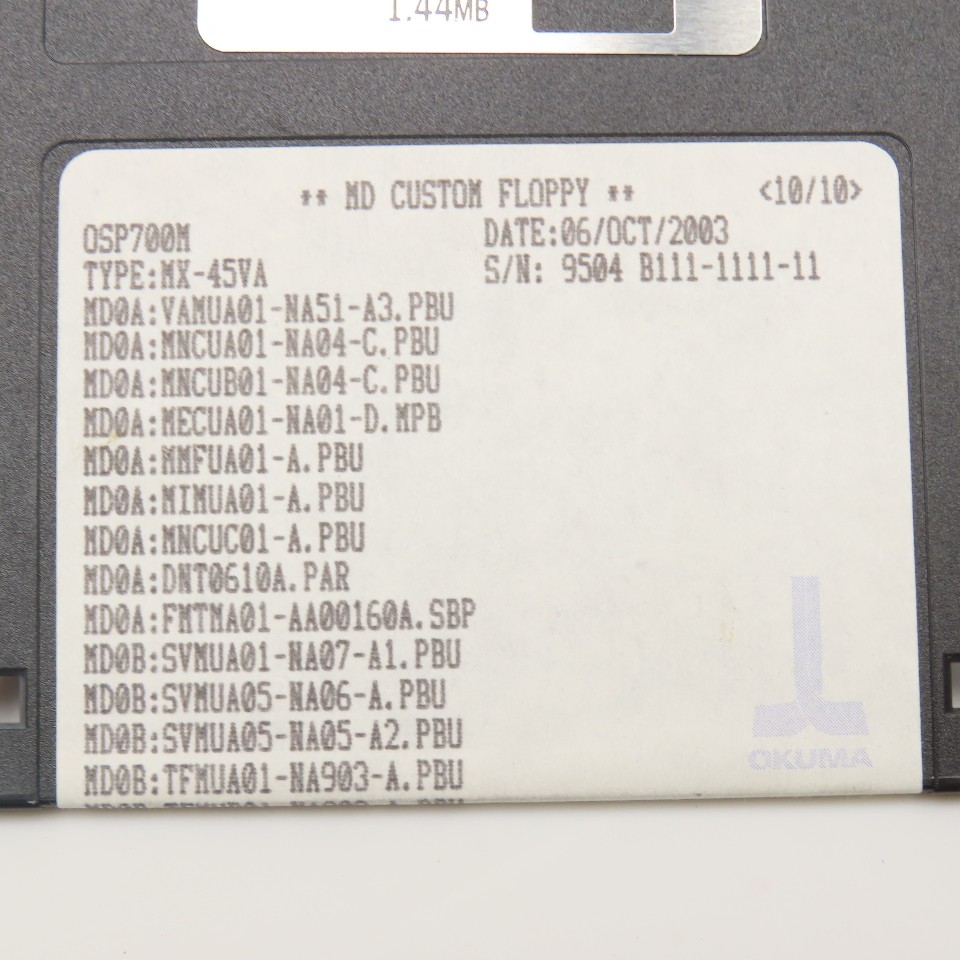 1.44MB
** MD CUSTOM FLOPPY ** <10/10>
OSP700M DATE:06/OCT/2003
TYPE:MX-45VA S/N: 9504 B111-1111-11
MD0A:VAMUA01-NA51-A3.PBU
MD0A:MNCUA01-NA04-C.PBU
MD0A:MNCUB01-NA04-C.PBU
MD0A:MECUA01-NA01-D.MPB
MD0A:MMFUA01-A.PBU
MD0A:MIMUA01-A.PBU
MD0A:MNCUC01-A.PBU
MD0A:DNT0610A.PAR
MD0A:FMTMA01-AA00160A.SBP
MD0B:SVMUA01-NA07-A1.PBU
MD0B:SVMUA05-NA06-A.PBU
MD0B:SVMUA05-NA05-A2.PBU
MD0B:TFMUA01-NA903-A.PBU
OKUMA